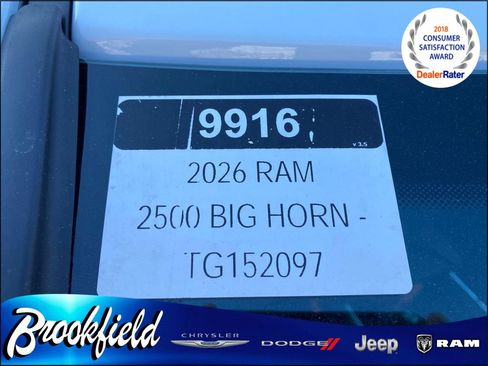 2018
CONSUMER
SATISFACTION
AWARD
DealerRater
9916
v 3.5
2026 RAM
2500 BIG HORN -
TG152097
Brookfield
CHRYSLER
DODGE
Jeep
RAM